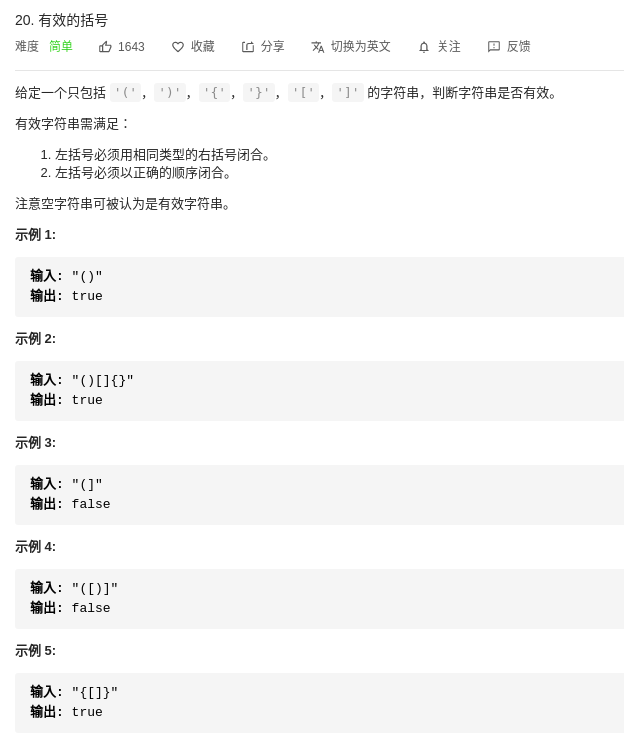 20. 有效的括号
难度 简单 1643 收藏 分享 切换为英文 关注 反馈
给定一个只包括 '('，')'，'{'，'}'，'['，']' 的字符串，判断字符串是否有效。
有效字符串需满足：
1. 左括号必须用相同类型的右括号闭合。
2. 左括号必须以正确的顺序闭合。
注意空字符串可被认为是有效字符串。
示例 1:
输入: "()"
输出: true
示例 2:
输入: "()[]{}"
输出: true
示例 3:
输入: "(]"
输出: false
示例 4:
输入: "([)]"
输出: false
示例 5:
输入: "{[]}"
输出: true